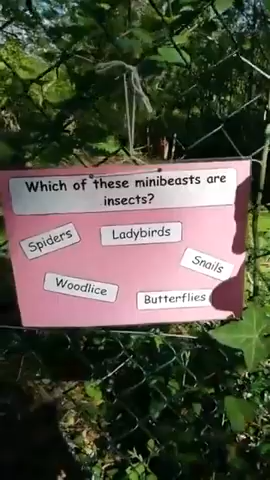 Which of these minibeasts are
insects?
Spiders
Ladybirds
Snails
Woodlice
Butterflies